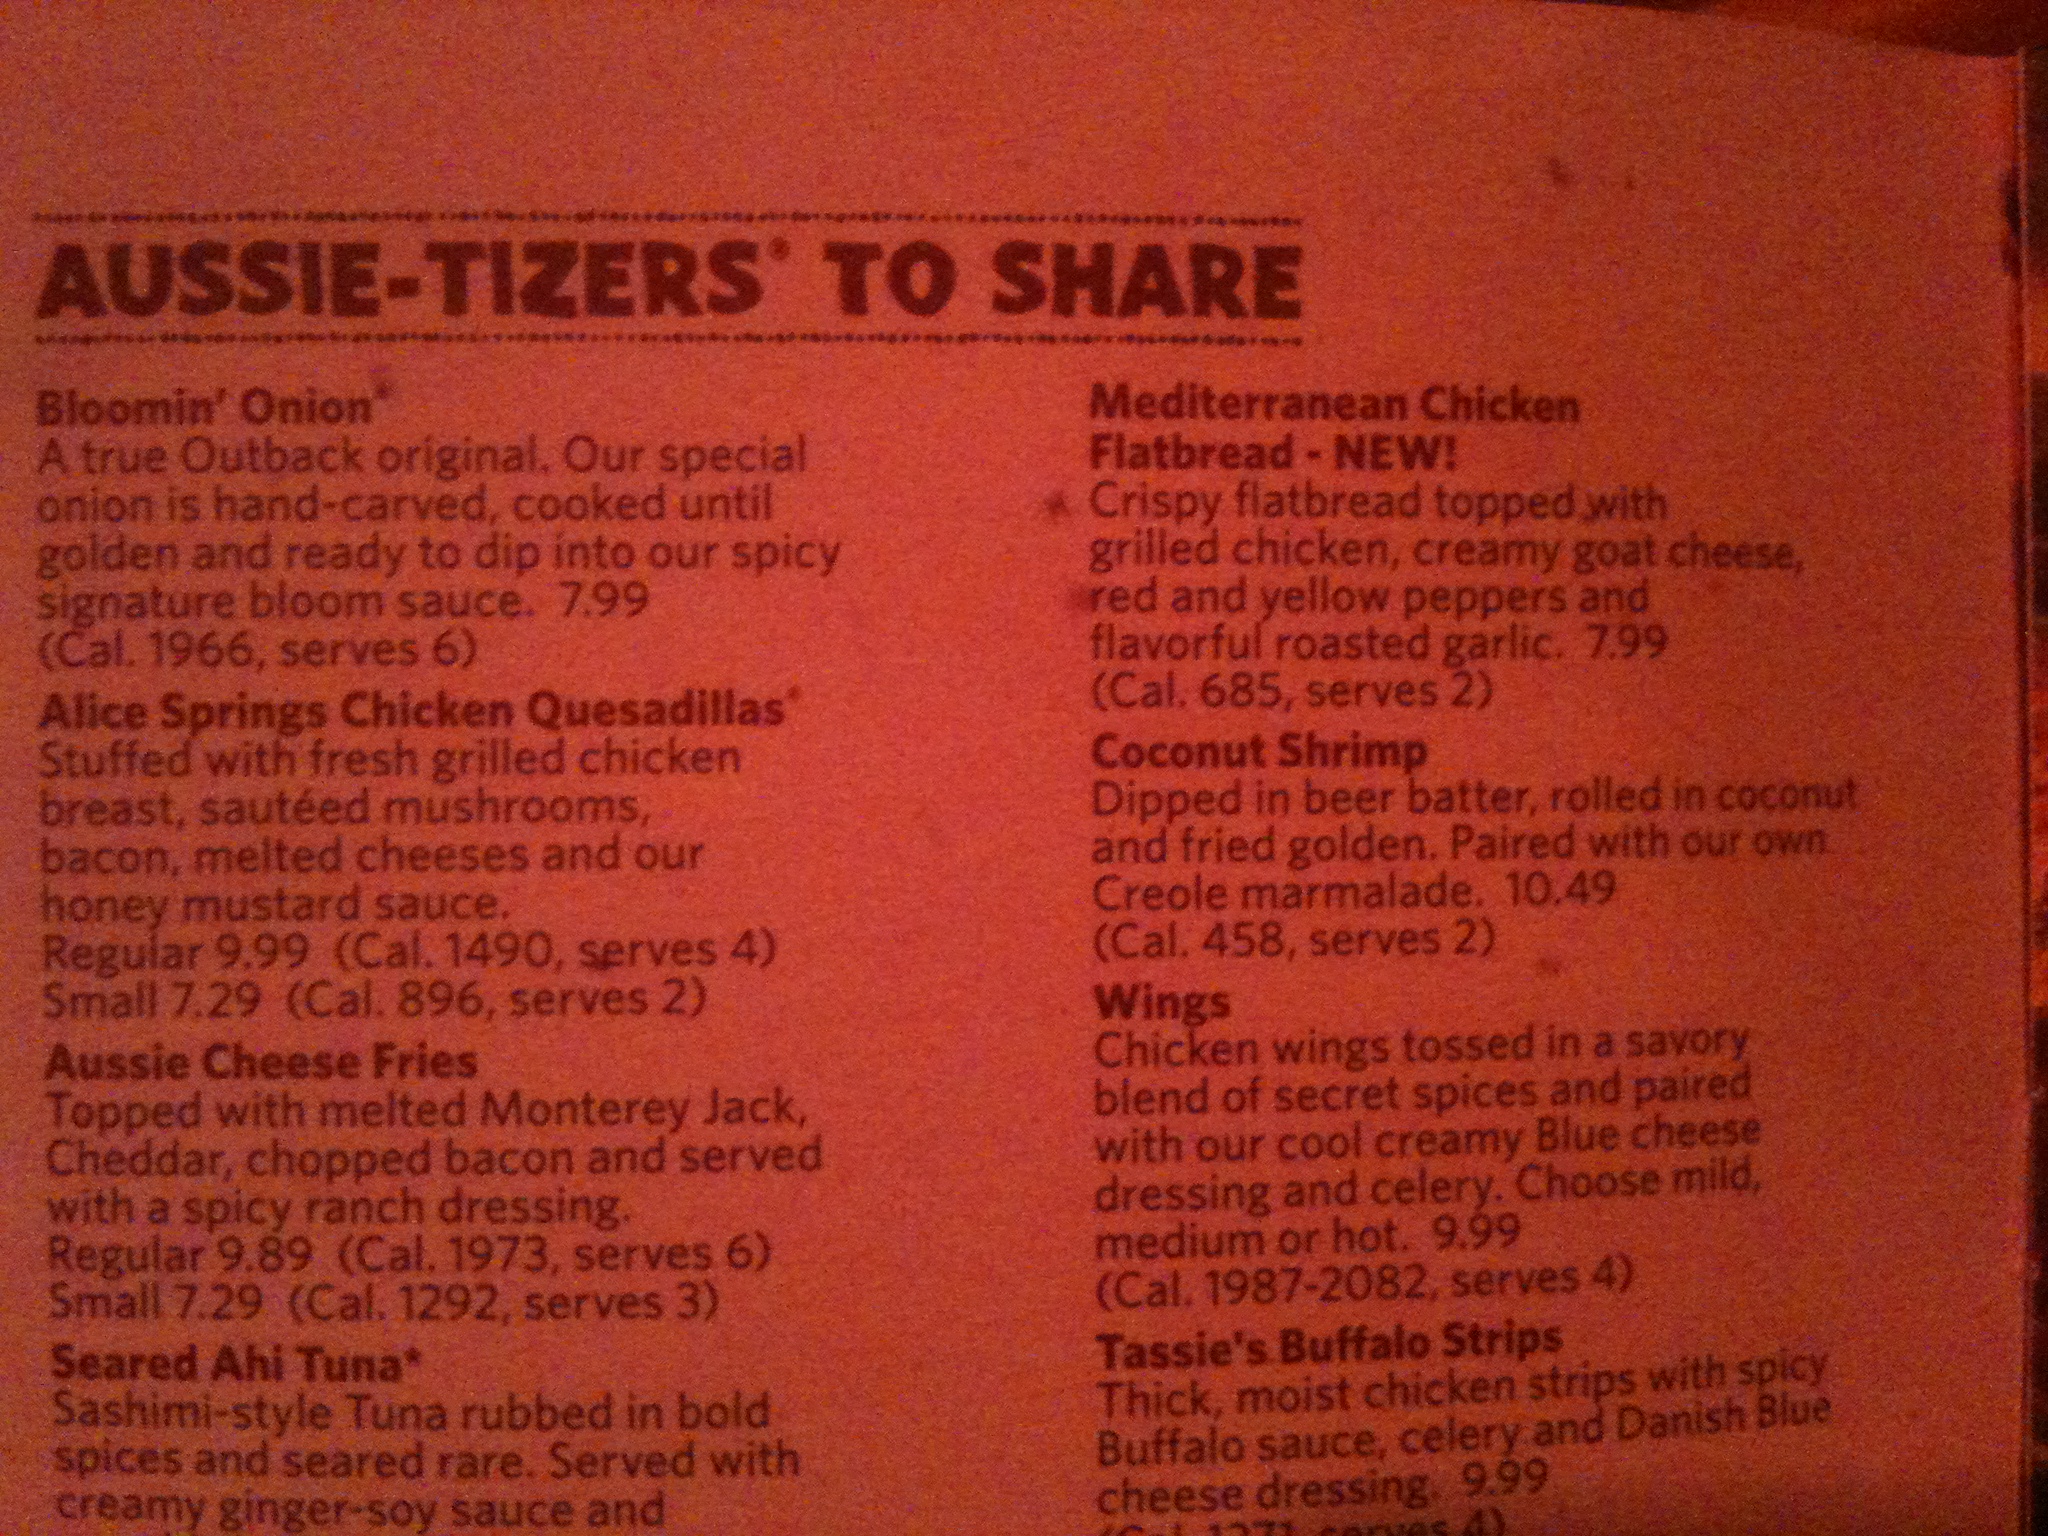 AUSSIE-TIZERS® TO SHARE
Bloomin' Onion®
A true Outback original. Our special
onion is hand-carved, cooked until
golden and ready to dip into our spicy
signature bloom sauce. 7.99
(Cal. 1966, serves 6)
Alice Springs Chicken Quesadillas®
Stuffed with fresh grilled chicken
breast, sautéed mushrooms,
bacon, melted cheeses and our
honey mustard sauce.
Regular 9.99 (Cal. 1490, serves 4)
Small 7.29 (Cal. 896, serves 2)
Aussie Cheese Fries
Topped with melted Monterey Jack,
Cheddar, chopped bacon and served
with a spicy ranch dressing.
Regular 9.89 (Cal. 1973, serves 6)
Small 7.29 (Cal. 1292, serves 3)
Seared Ahi Tuna*
Sashimi-style Tuna rubbed in bold
spices and seared rare. Served with
creamy ginger-soy sauce and
Mediterranean Chicken
Flatbread - NEW!
Crispy flatbread topped with
grilled chicken, creamy goat cheese,
red and yellow peppers and
flavorful roasted garlic. 7.99
(Cal. 685, serves 2)
Coconut Shrimp
Dipped in beer batter, rolled in coconut
and fried golden. Paired with our own
Creole marmalade. 10.49
(Cal. 458, serves 2)
Wings
Chicken wings tossed in a savory
blend of secret spices and paired
with our cool creamy Blue cheese
dressing and celery. Choose mild,
medium or hot. 9.99
(Cal. 1987-2082, serves 4)
Tassie's Buffalo Strips
Thick, moist chicken strips with spicy
Buffalo sauce, celery and Danish Blue
cheese dressing. 9.99
(Cal. 1271, serves 4)